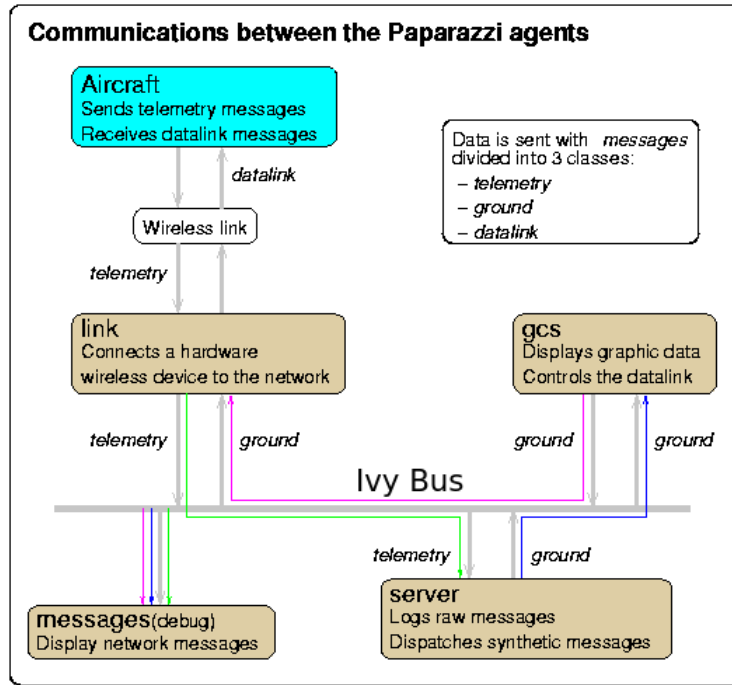 Communications between the Paparazzi agents
Aircraft
Sends telemetry messages
Receives datalink messages
Data is sent with messages
divided into 3 classes:
– telemetry
– ground
– datalink
datalink
Wireless link
telemetry
link
Connects a hardware
wireless device to the network
gcs
Displays graphic data
Controls the datalink
telemetry
ground
ground
ground
Ivy Bus
telemetry
ground
messages(debug)
Display network messages
server
Logs raw messages
Dispatches synthetic messages